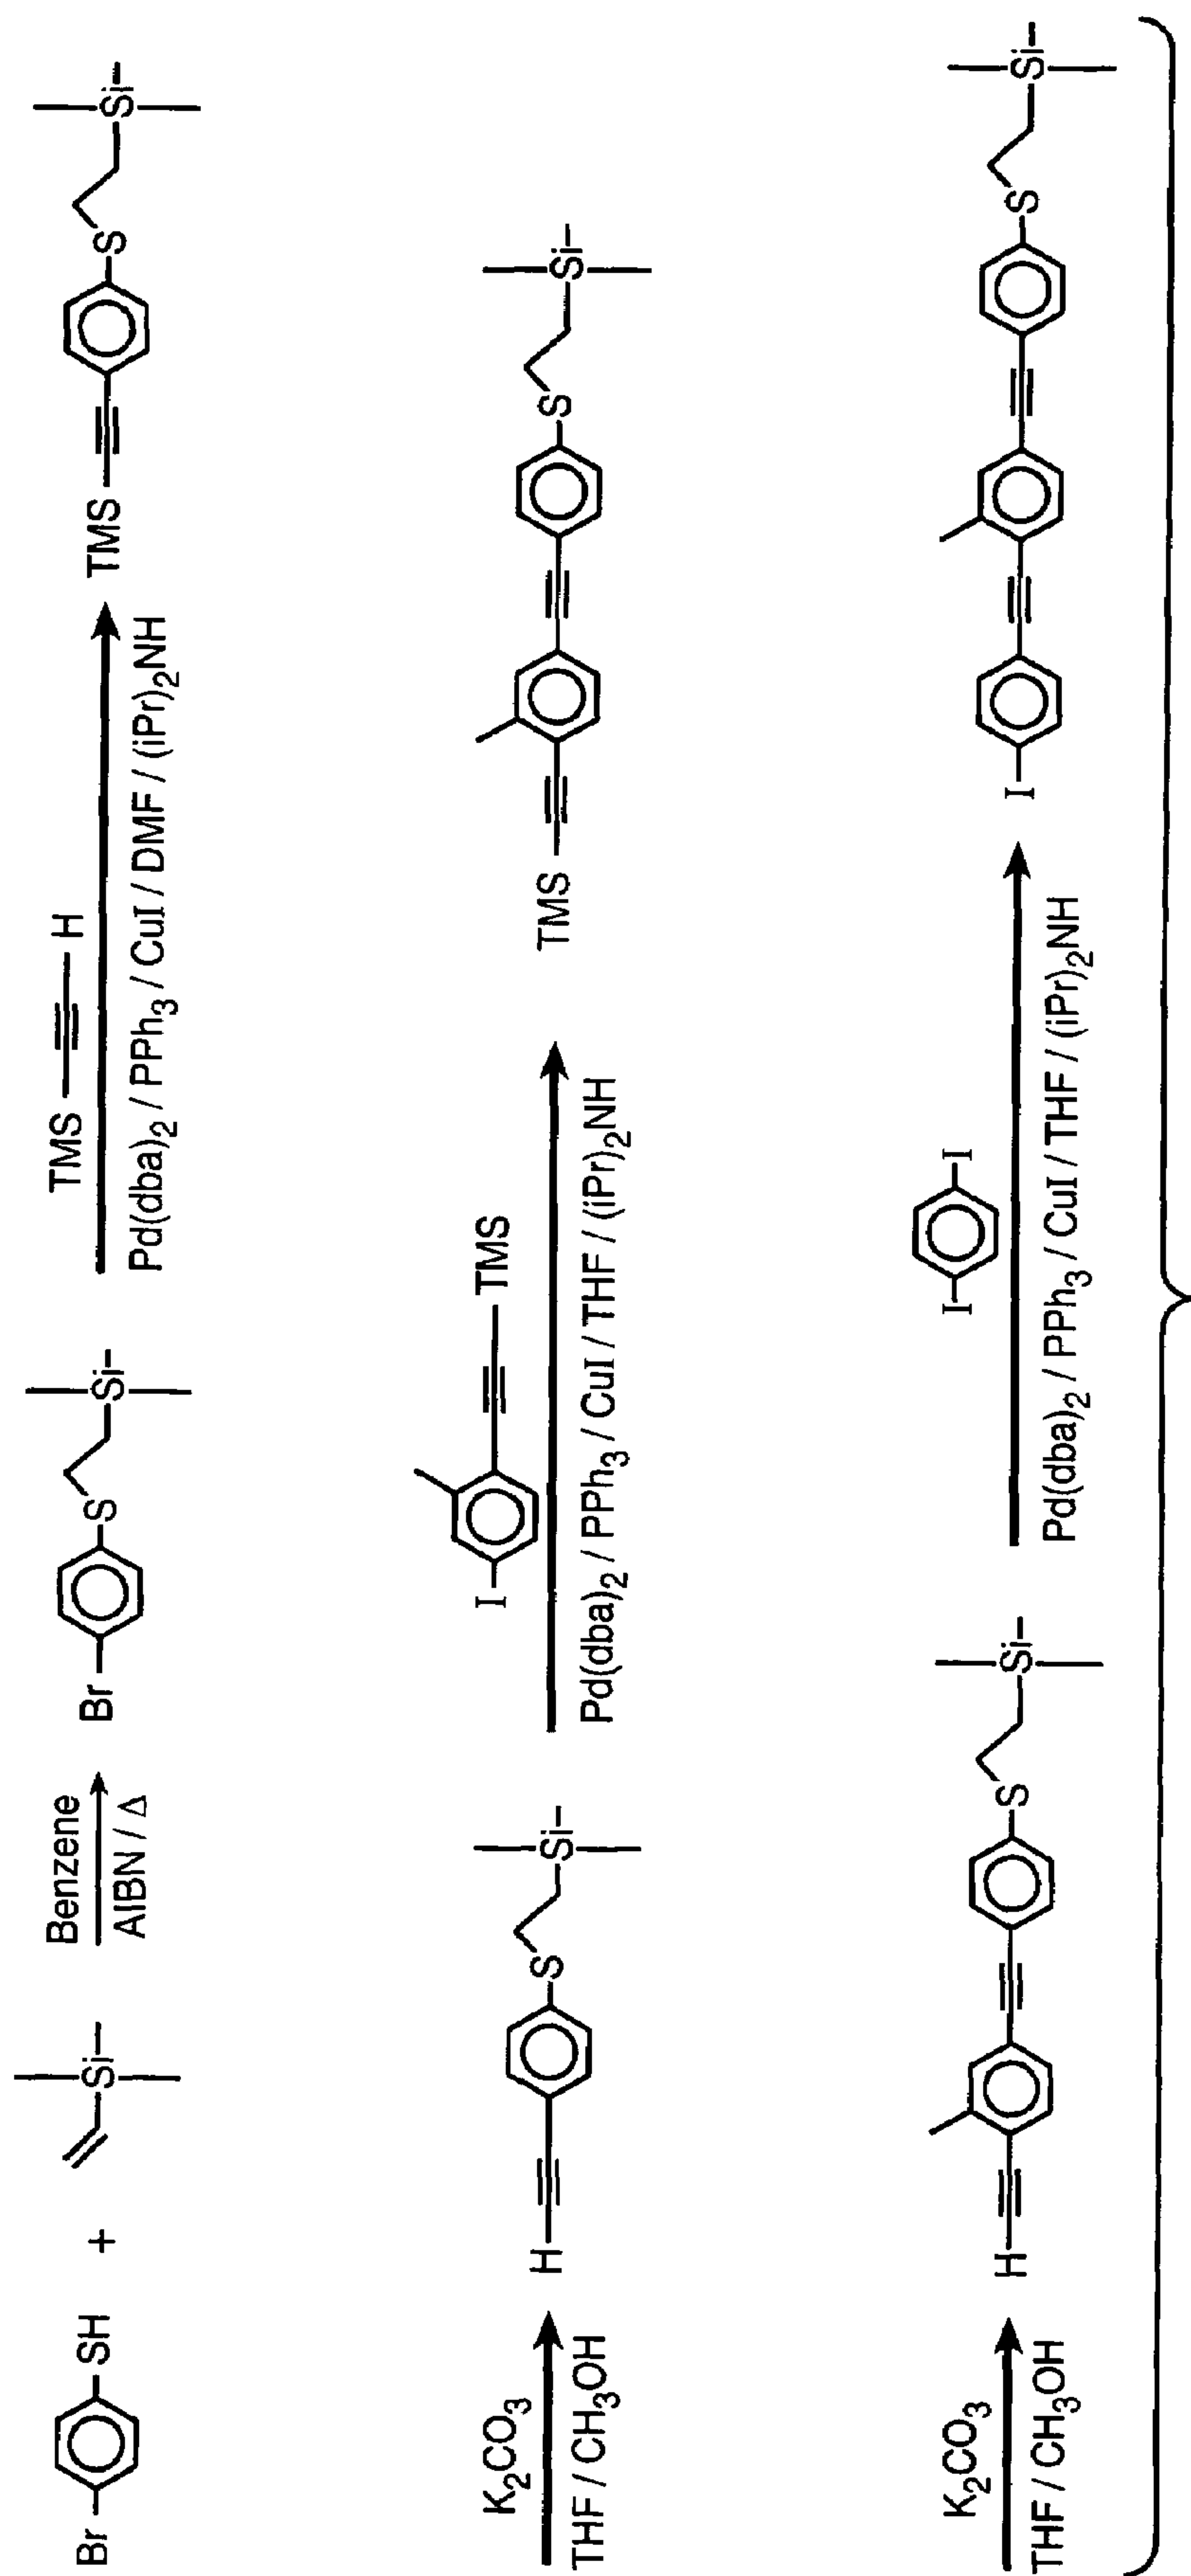 Br SH + Si Benzene Br S Si TMS H TMS S Si
AIBN / Δ Pd(dba)2 / PPh3 / CuI / DMF / (iPr)2NH
K2CO3 H S Si I TMS TMS S Si
THF / CH3OH Pd(dba)2 / PPh3 / CuI / THF / (iPr)2NH
K2CO3 H S Si I I I S Si
THF / CH3OH Pd(dba)2 / PPh3 / CuI / THF / (iPr)2NH